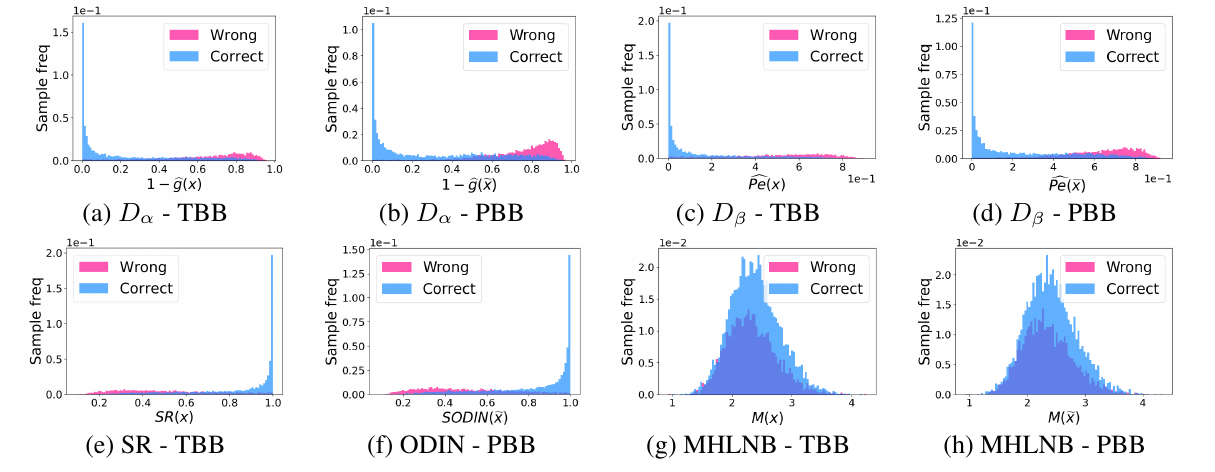 1e−1
Sample freq
1.5
1.0
0.5
0.0
Wrong
Correct
0.0 0.2 0.4 0.6 0.8 1.0
1 − ĝ(x)
(a) Dα - TBB
1e−1
Sample freq
1.0
0.8
0.6
0.4
0.2
0.0
Wrong
Correct
0.0 0.2 0.4 0.6 0.8 1.0
1 − ĝ(x̃)
(b) Dα - PBB
1e−1
Sample freq
2.0
1.5
1.0
0.5
0.0
Wrong
Correct
0 2 4 6 8
1e−1
P̂e(x)
(c) Dβ - TBB
1e−1
Sample freq
1.25
1.00
0.75
0.50
0.25
0.00
Wrong
Correct
0 2 4 6 8
1e−1
P̂e(x̃)
(d) Dβ - PBB
1e−1
Sample freq
2.0
1.5
1.0
0.5
0.0
Wrong
Correct
0.2 0.4 0.6 0.8 1.0
SR(x)
(e) SR - TBB
1e−1
Sample freq
1.50
1.25
1.00
0.75
0.50
0.25
0.00
Wrong
Correct
0.2 0.4 0.6 0.8 1.0
SODIN(x̃)
(f) ODIN - PBB
1e−2
Sample freq
2.0
1.5
1.0
0.5
0.0
Wrong
Correct
1 2 3 4
M(x)
(g) MHLNB - TBB
1e−2
Sample freq
2.0
1.5
1.0
0.5
0.0
Wrong
Correct
1 2 3 4
M(x̃)
(h) MHLNB - PBB